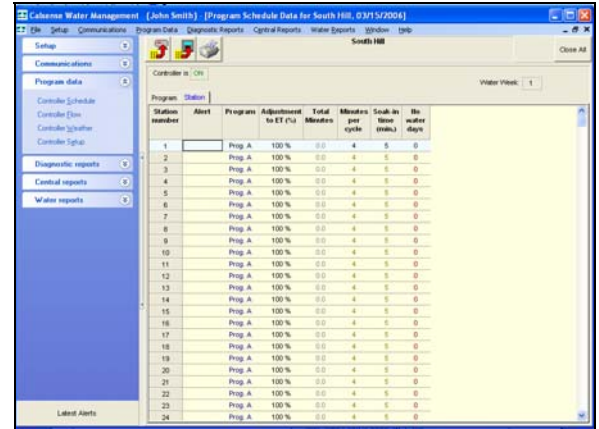 Calsense Water Management (John Smith) - [Program Schedule Data for South Hill, 03/15/2006]
File Setup Communications Program Data Diagnostic Reports Central Reports Water Reports Window Help
Setup
Communications
Program data
Controller Schedule
Controller Flow
Controller Weather
Controller Setup
Diagnostic reports
Central reports
Water reports
Latest Alerts
South Hill
Close All
Controller is ON
Water Week: 1
Program Station
Station number Alert Program Adjustment to ET (%) Total Minutes Minutes per cycle Soak-in time (min.) No water days
1 Prog. A 100 % 0.0 4 5 0
2 Prog. A 100 % 0.0 4 5 0
3 Prog. A 100 % 0.0 4 5 0
4 Prog. A 100 % 0.0 4 5 0
5 Prog. A 100 % 0.0 4 5 0
6 Prog. A 100 % 0.0 4 5 0
7 Prog. A 100 % 0.0 4 5 0
8 Prog. A 100 % 0.0 4 5 0
9 Prog. A 100 % 0.0 4 5 0
10 Prog. A 100 % 0.0 4 5 0
11 Prog. A 100 % 0.0 4 5 0
12 Prog. A 100 % 0.0 4 5 0
13 Prog. A 100 % 0.0 4 5 0
14 Prog. A 100 % 0.0 4 5 0
15 Prog. A 100 % 0.0 4 5 0
16 Prog. A 100 % 0.0 4 5 0
17 Prog. A 100 % 0.0 4 5 0
18 Prog. A 100 % 0.0 4 5 0
19 Prog. A 100 % 0.0 4 5 0
20 Prog. A 100 % 0.0 4 5 0
21 Prog. A 100 % 0.0 4 5 0
22 Prog. A 100 % 0.0 4 5 0
23 Prog. A 100 % 0.0 4 5 0
24 Prog. A 100 % 0.0 4 5 0